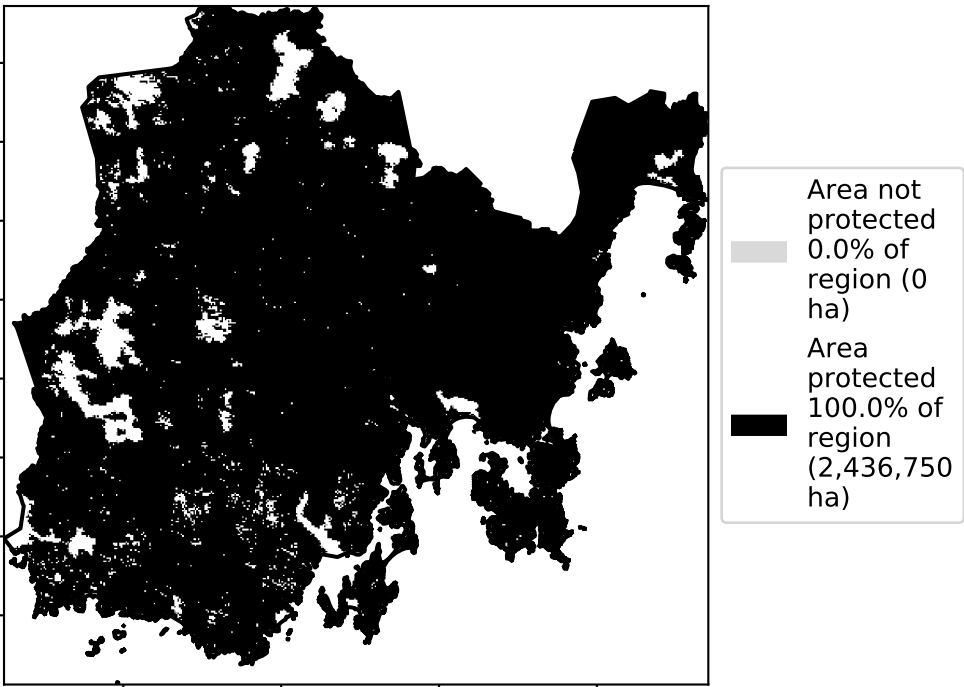 Area not
protected
0.0% of
region (0
ha)
Area
protected
100.0% of
region
(2,436,750
ha)